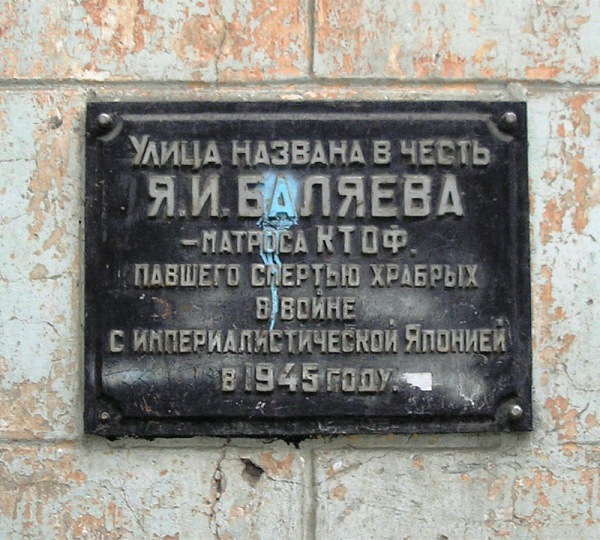 Улица названа в честь
Я.И.Баляева
-матроса КТОФ.
павшего смертью храбрых
в войне
с империалистической Японией
в 1945 году.